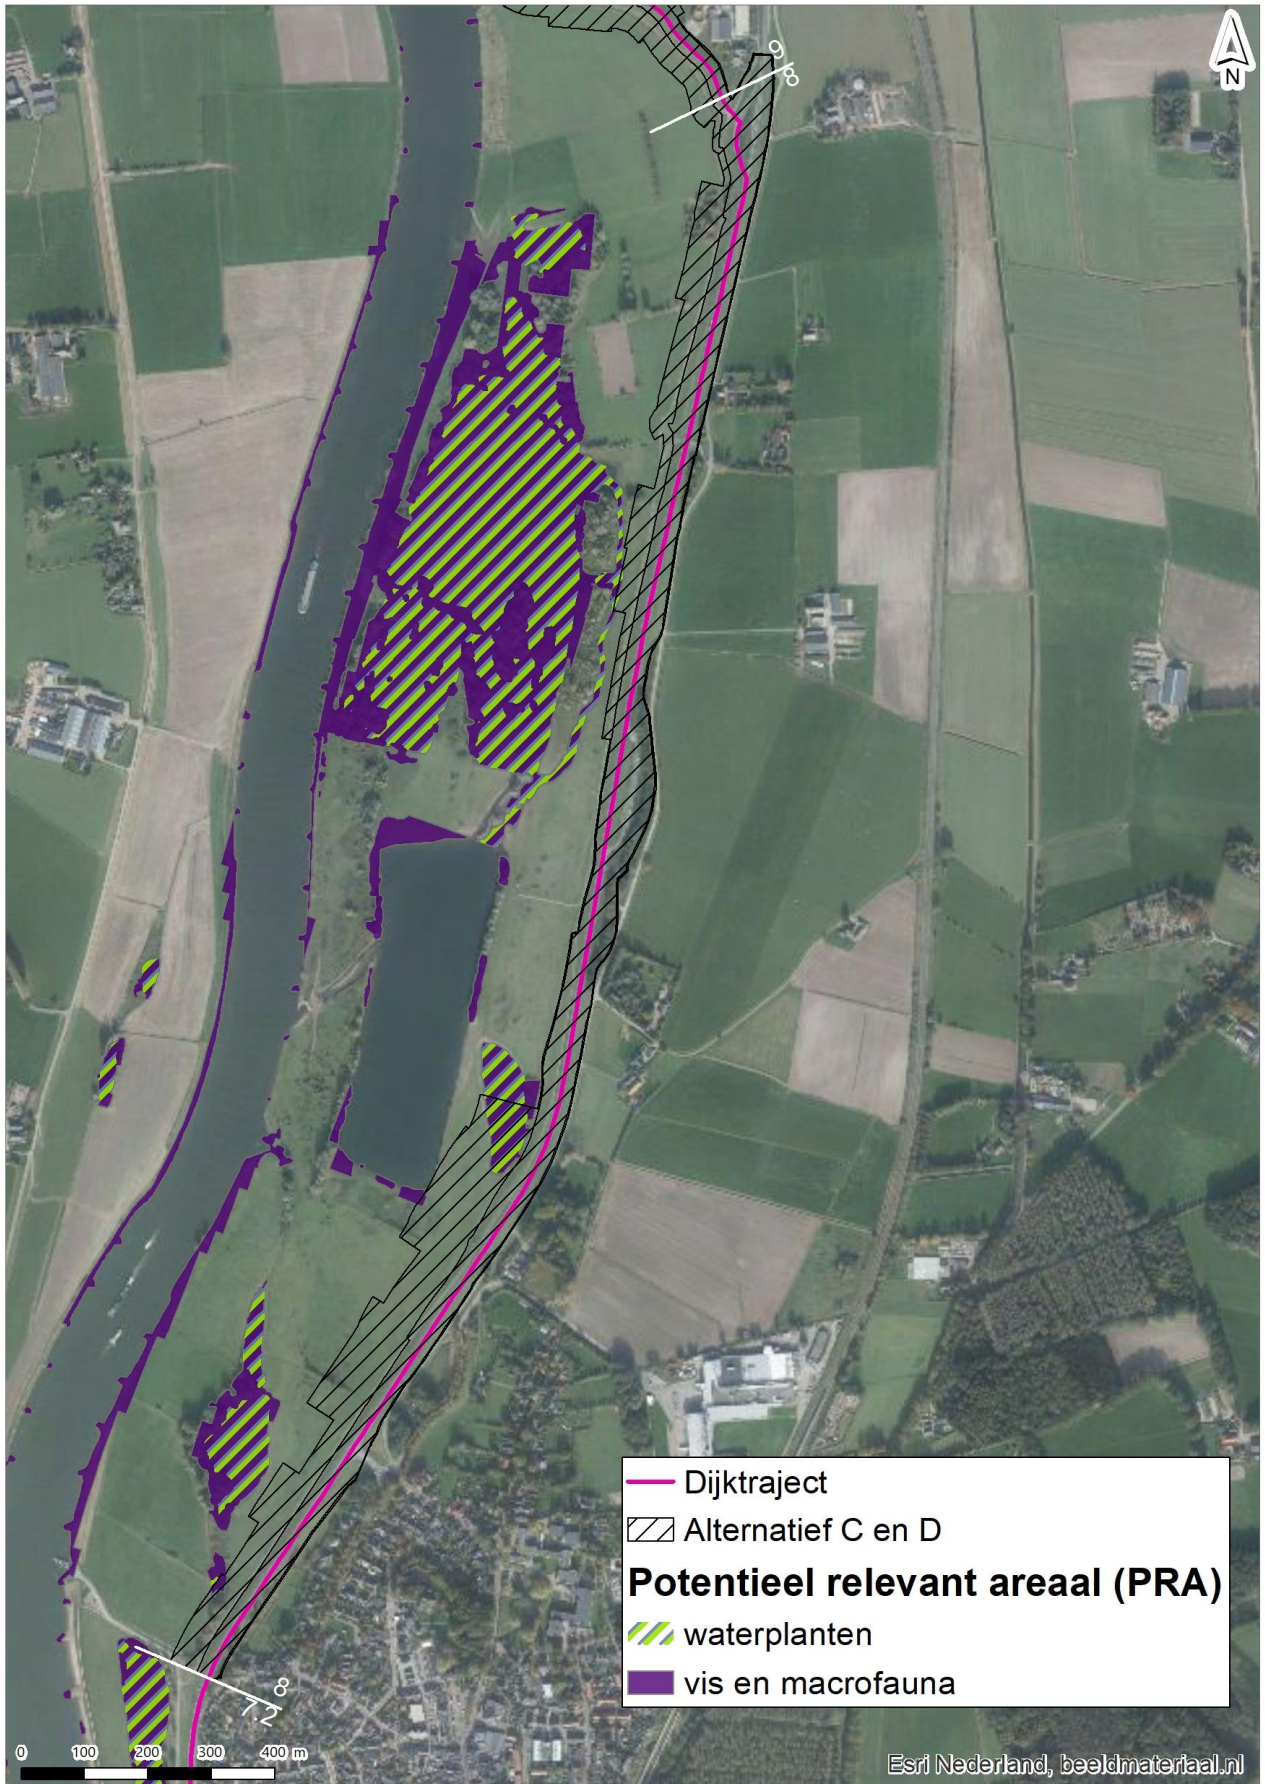 N
9
8
Dijktraject
Alternatief C en D
Potentieel relevant areaal (PRA)
waterplanten
vis en macrofauna
8
7.2
0 100 200 300 400 m
Esri Nederland, beeldmateriaal.nl